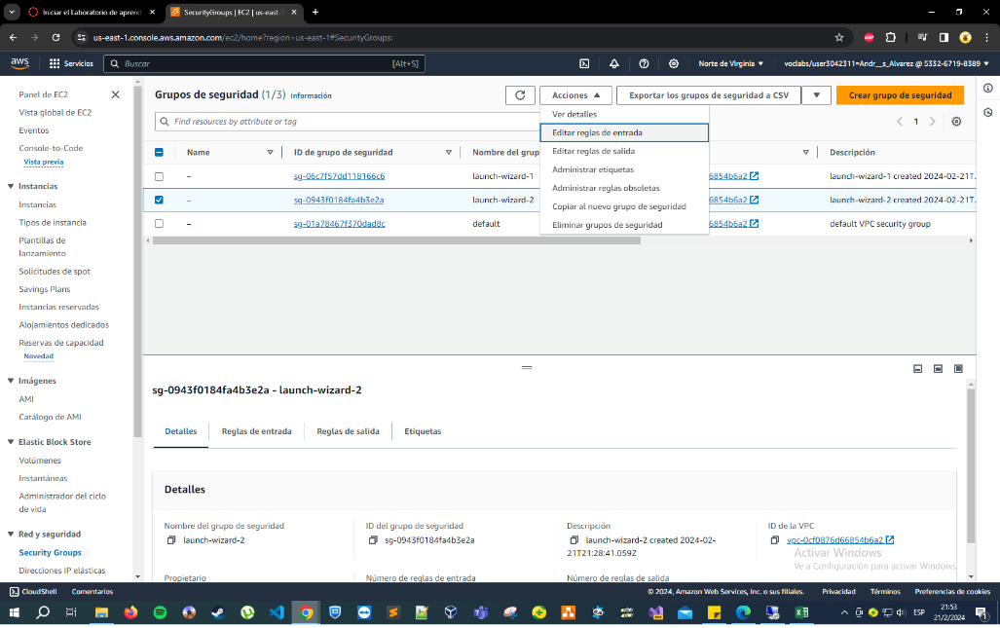 Iniciar el Laboratorio de aprend
SecurityGroups | EC2 | us-east-1
us-east-1.console.aws.amazon.com/ec2/home?region=us-east-1#SecurityGroups:
aws
Servicios
Buscar
[Alt+S]
Norte de Virginia
voclabs/user3042311=Andr__s_Alvarez @ 5332-6719-8389
Panel de EC2
Vista global de EC2
Eventos
Console-to-Code
Vista previa
Instancias
Instancias
Tipos de instancia
Plantillas de
lanzamiento
Solicitudes de spot
Savings Plans
Instancias reservadas
Alojamientos dedicados
Reservas de capacidad
Novedad
Imágenes
AMI
Catálogo de AMI
Elastic Block Store
Volúmenes
Instantáneas
Administrador del ciclo
de vida
Red y seguridad
Security Groups
Direcciones IP elásticas
Grupos de seguridad (1/3) Información
Acciones
Exportar los grupos de seguridad a CSV
Crear grupo de seguridad
Find resources by attribute or tag
1
Ver detalles
Editar reglas de entrada
Editar reglas de salida
Administrar etiquetas
Administrar reglas obsoletas
Copiar al nuevo grupo de seguridad
Eliminar grupos de seguridad
Name ID de grupo de seguridad Nombre del grup Descripción
– sg-06c7f57dd118166c6 launch-wizard-1 6854b6a2 launch-wizard-1 created 2024-02-21T.
– sg-0943f0184fa4b3e2a launch-wizard-2 6854b6a2 launch-wizard-2 created 2024-02-21T.
– sg-01a78467f370dad8c default 6854b6a2 default VPC security group
sg-0943f0184fa4b3e2a - launch-wizard-2
Detalles Reglas de entrada Reglas de salida Etiquetas
Detalles
Nombre del grupo de seguridad
launch-wizard-2
ID del grupo de seguridad
sg-0943f0184fa4b3e2a
Descripción
launch-wizard-2 created 2024-02-
21T21:28:41.059Z
ID de la VPC
vpc-0cf0876d66854b6a2
Propietario
Número de reglas de entrada
Número de reglas de salida
Activar Windows
Ve a Configuración para activar Windows.
CloudShell Comentarios
© 2024, Amazon Web Services, Inc. o sus filiales. Privacidad Términos Preferencias de cookies
ESP
21:53
21/2/2024